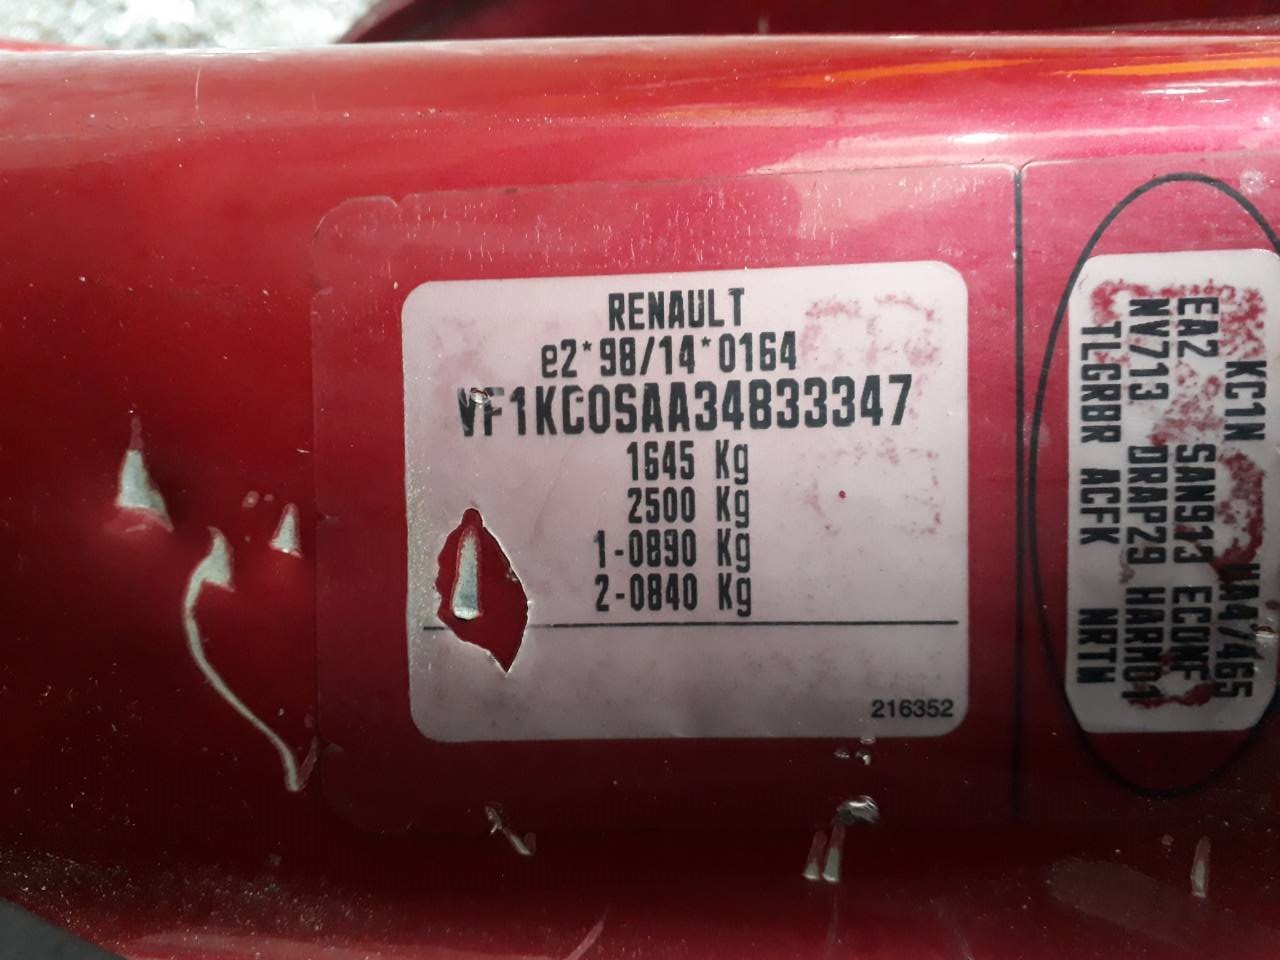 RENAULT
e2*98/14*0164
VF1KC0SAA34833347
1645 Kg
2500 Kg
1-0890 Kg
2-0840 Kg
216352
KC1N
EA2 SAN913 ECONF
NV713 DRAP29 HARM01
TLGRBR ACFK NRTM